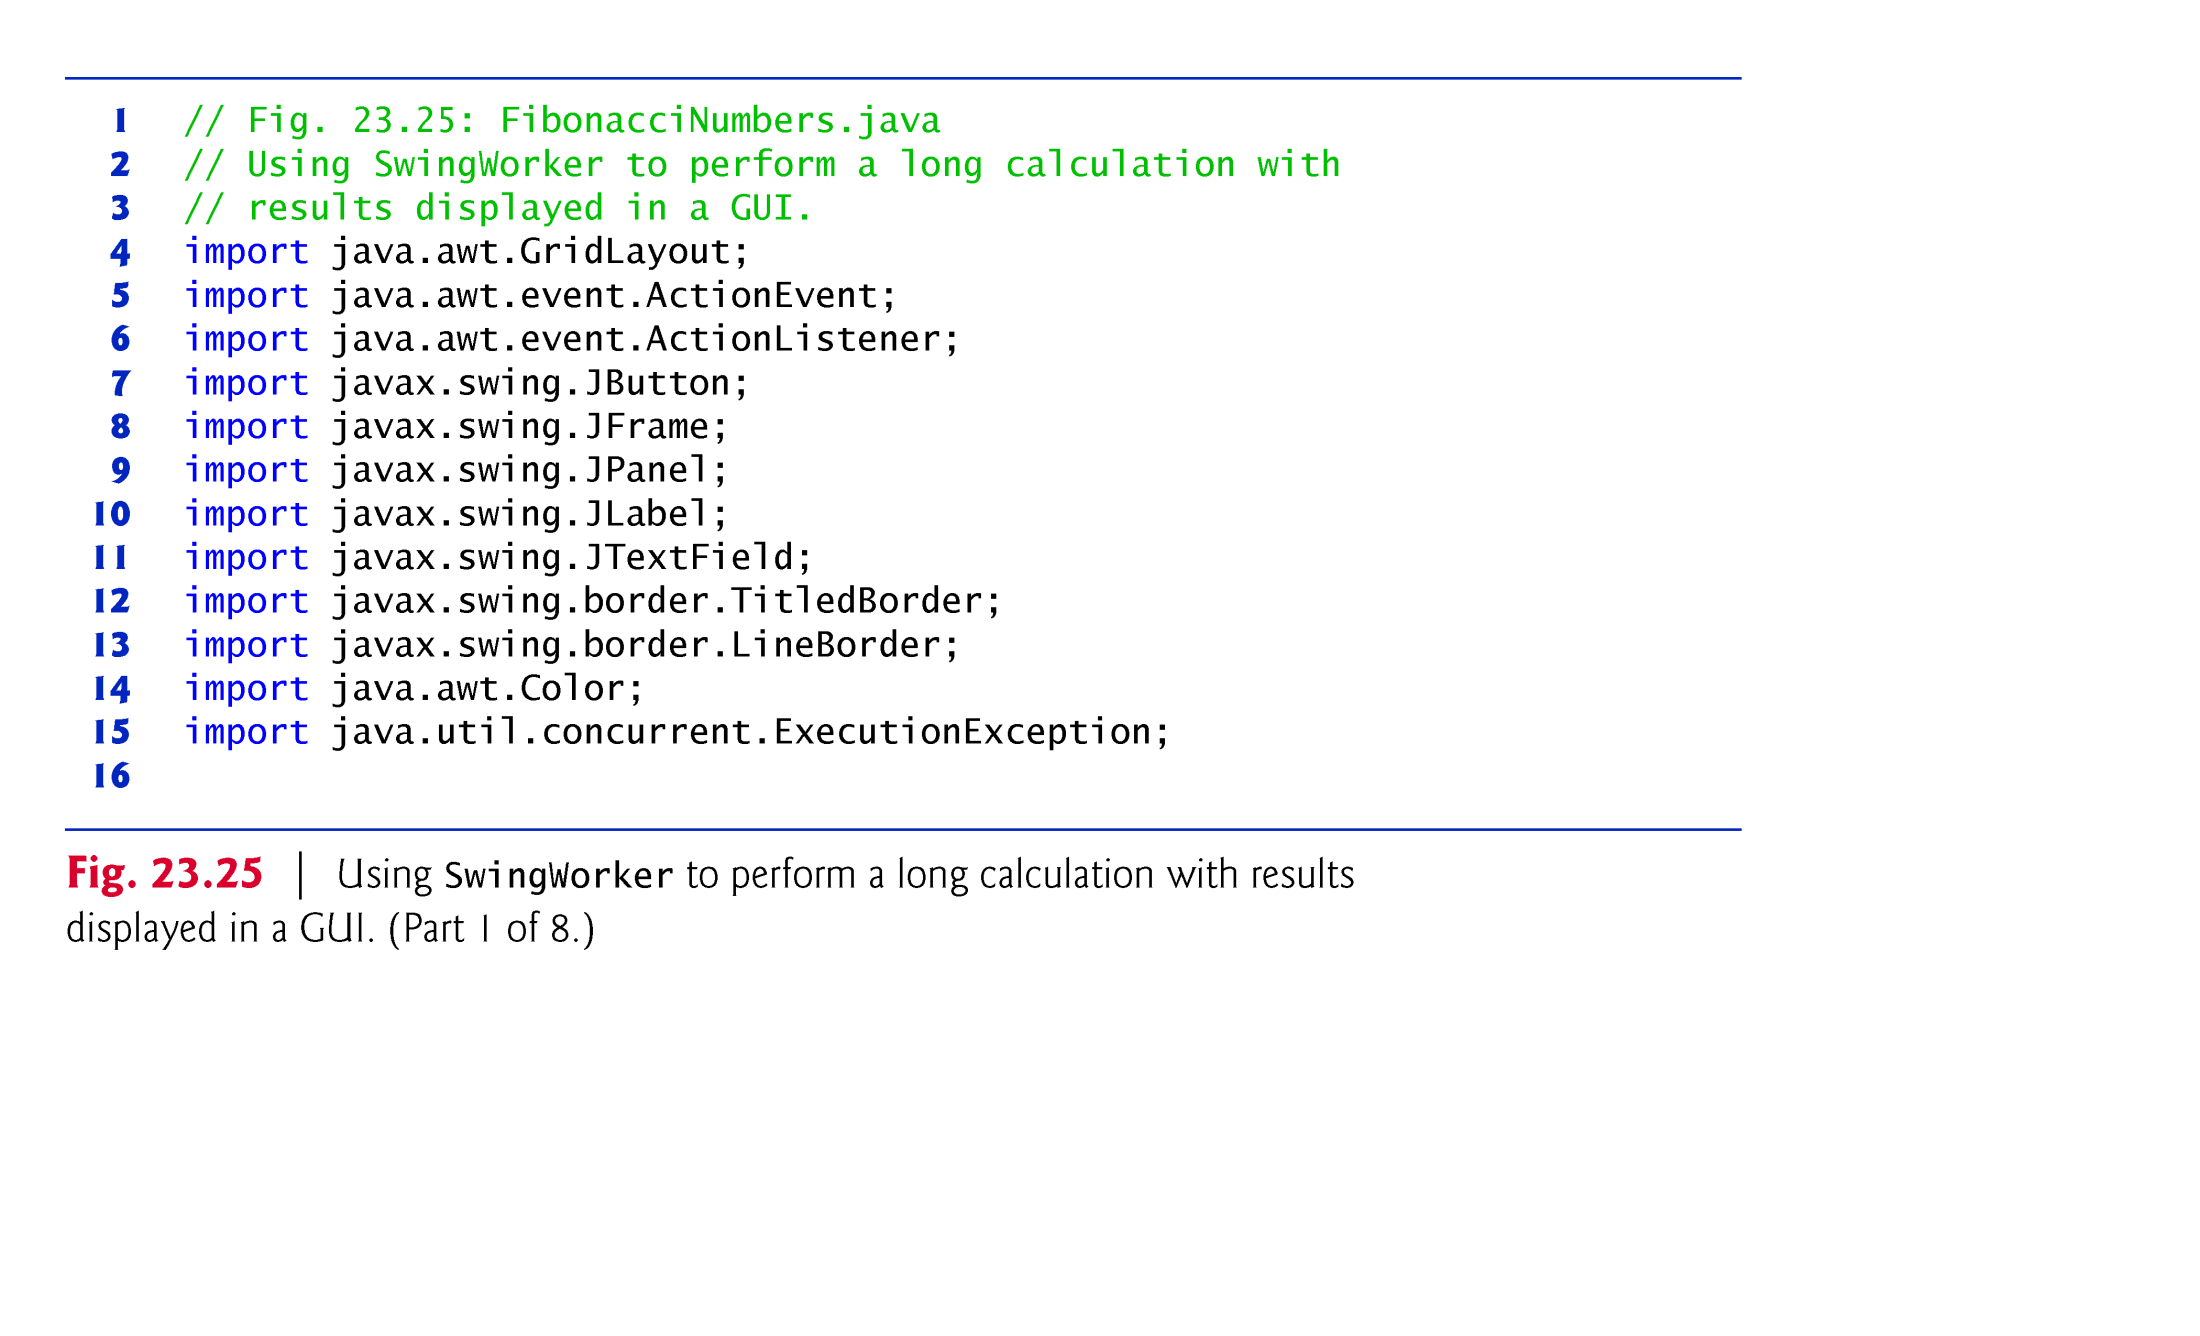 1 // Fig. 23.25: FibonacciNumbers.java
2 // Using SwingWorker to perform a long calculation with
3 // results displayed in a GUI.
4 import java.awt.GridLayout;
5 import java.awt.event.ActionEvent;
6 import java.awt.event.ActionListener;
7 import javax.swing.JButton;
8 import javax.swing.JFrame;
9 import javax.swing.JPanel;
10 import javax.swing.JLabel;
11 import javax.swing.JTextField;
12 import javax.swing.border.TitledBorder;
13 import javax.swing.border.LineBorder;
14 import java.awt.Color;
15 import java.util.concurrent.ExecutionException;
16
Fig. 23.25 | Using SwingWorker to perform a long calculation with results
displayed in a GUI. (Part 1 of 8.)